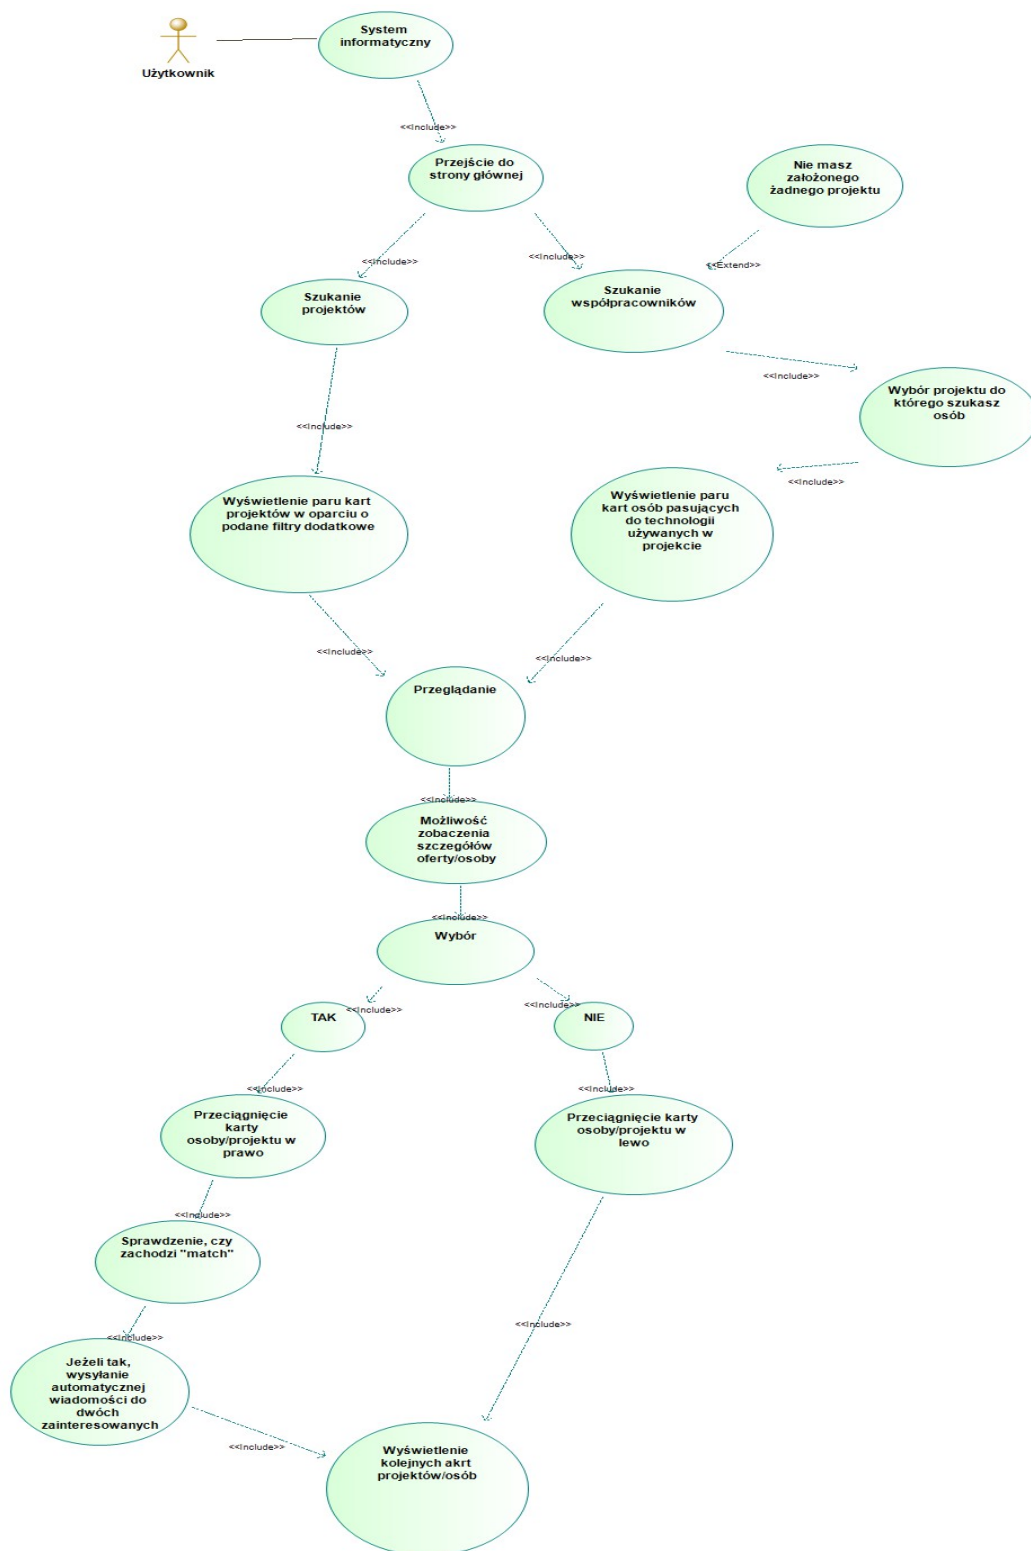 System
informatyczny
Użytkownik
<<Include>>
Przejście do
strony głównej
Nie masz
założonego
żadnego projektu
<<Include>>
<<Include>>
<<Extend>>
Szukanie
projektów
Szukanie
współpracowników
<<Include>>
Wybór projektu do
którego szukasz
osób
<<Include>>
<<Include>>
Wyświetlenie paru kart
projektów w oparciu o
podane filtry dodatkowe
Wyświetlenie paru
kart osób pasujących
do technologii
używanych w
projekcie
<<Include>>
<<Include>>
Przeglądanie
<<Include>>
Możliwość
zobaczenia
szczegółów
oferty/osoby
<<Include>>
Wybór
<<Include>>
<<Include>>
TAK
NIE
<<Include>>
<<Include>>
Przeciągnięcie
karty
osoby/projektu w
prawo
Przeciągnięcie karty
osoby/projektu w
lewo
<<Include>>
Sprawdzenie, czy
zachodzi "match"
<<Include>>
<<Include>>
Jeżeli tak,
wysyłanie
automatycznej
wiadomości do
dwóch
zainteresowanych
<<Include>>
Wyświetlenie
kolejnych akrt
projektów/osób